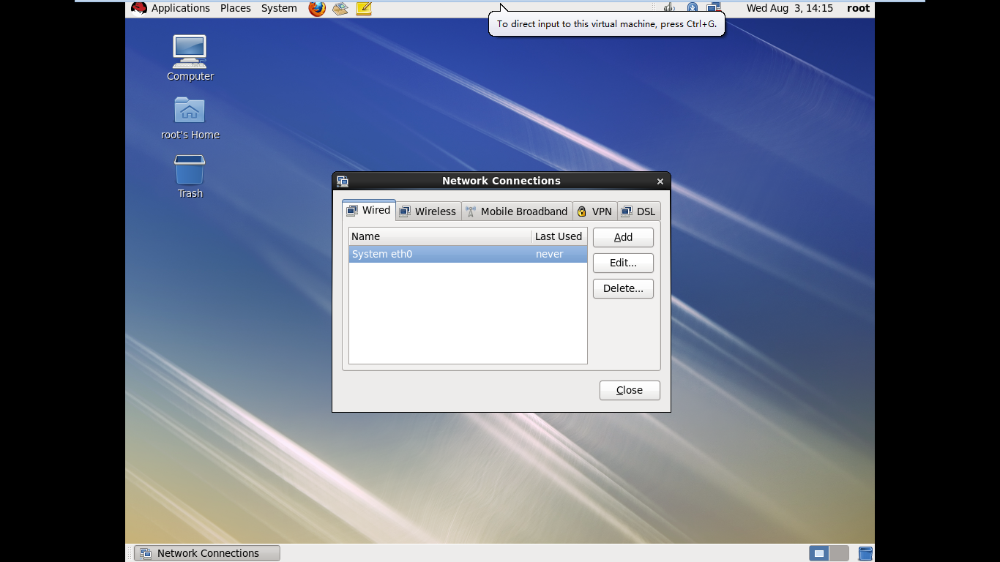 Applications Places System Wed Aug 3, 14:15 root
To direct input to this virtual machine, press Ctrl+G.
Computer
root's Home
Trash
Network Connections
Wired Wireless Mobile Broadband VPN DSL
Name Last Used
System eth0 never
Add
Edit...
Delete...
Close
Network Connections